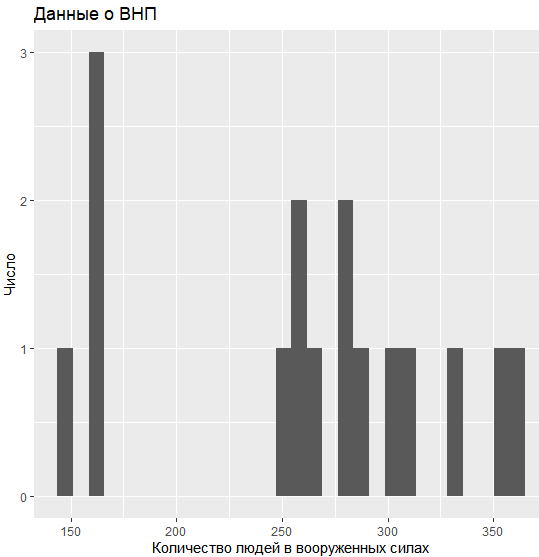 Данные о ВНП
3
2
1
0
Число
150 200 250 300 350
Количество людей в вооруженных силах